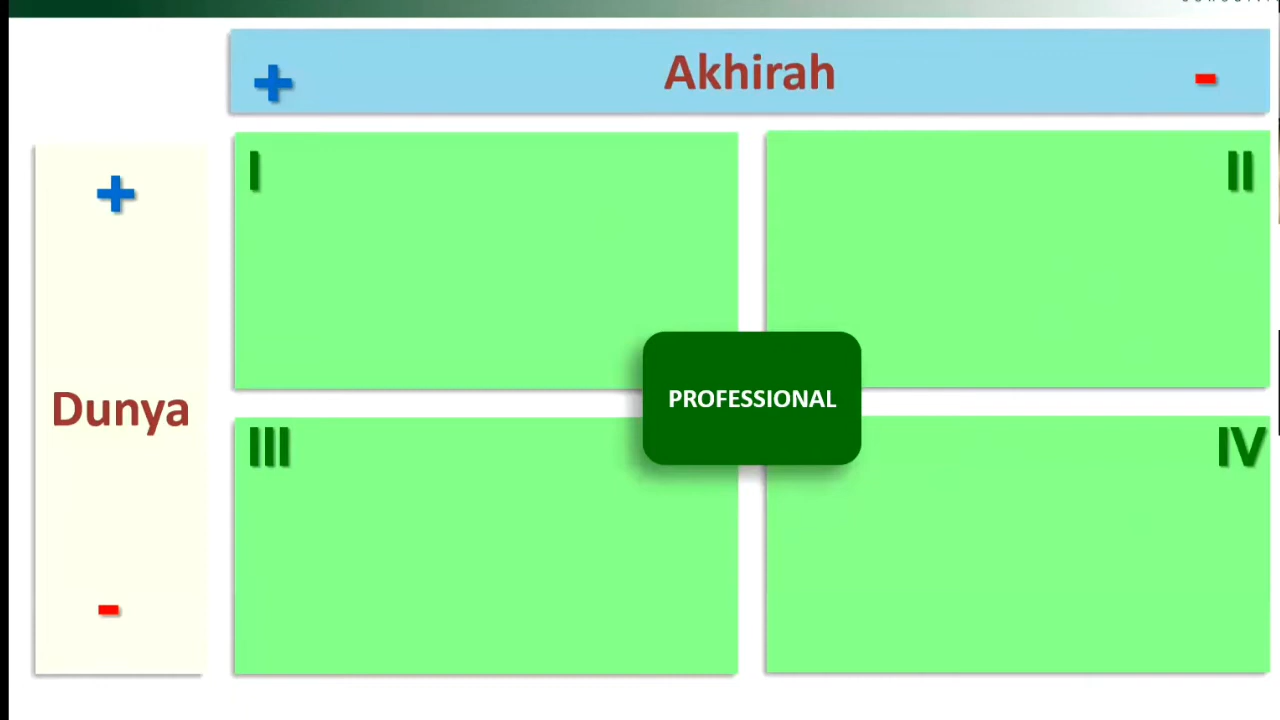 Akhirah
+
-
+
Dunya
-
I
II
PROFESSIONAL
III
IV